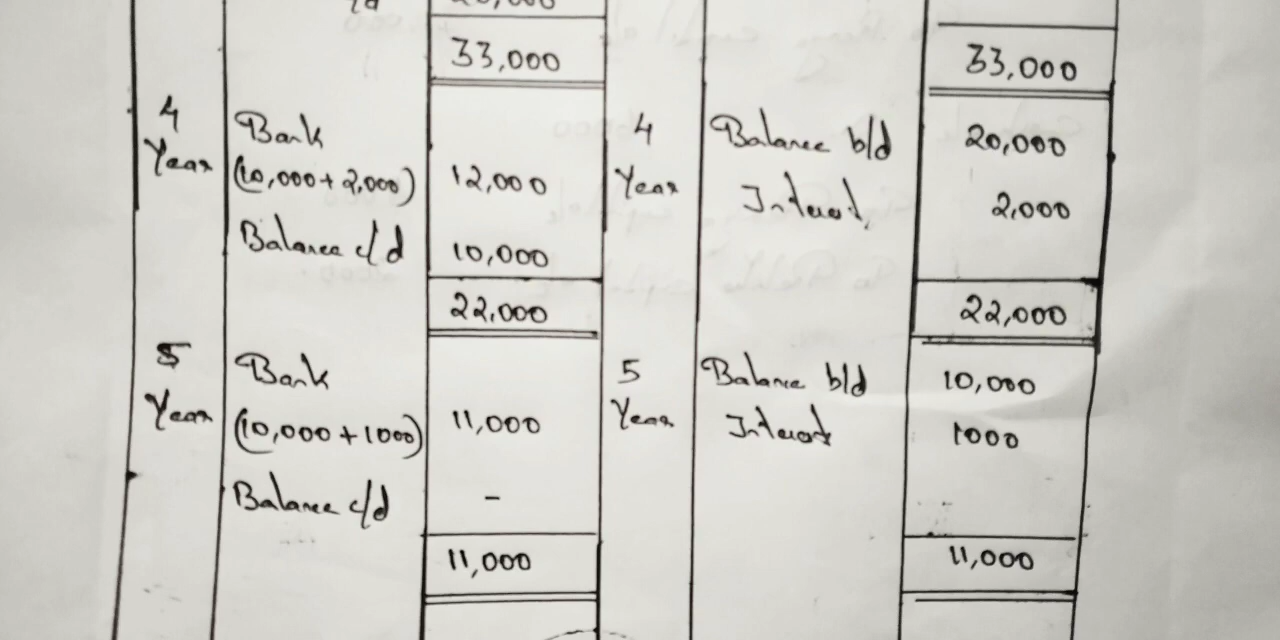 33,000 33,000
4 Year Bank 4 Year Balance b/d 20,000
(10,000 + 2,000) 12,000 Interest 2,000
Balance c/d 10,000
22,000 22,000
5 Year Bank 5 Year Balance b/d 10,000
(10,000 + 1000) 11,000 Interest 1000
Balance c/d -
11,000 11,000